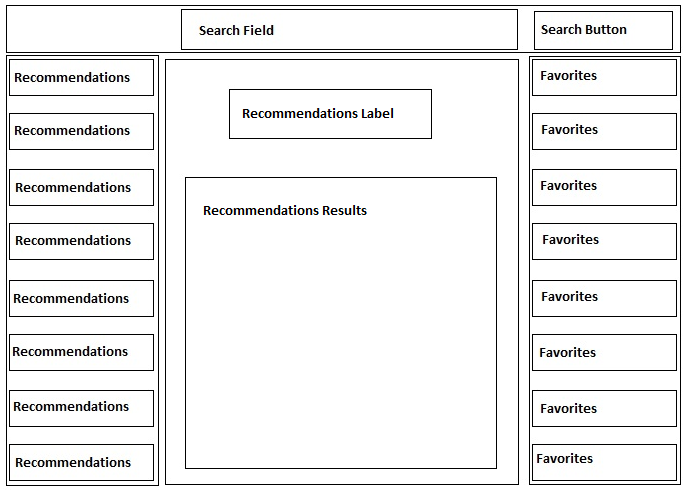 Search Field
Search Button
Recommendations
Recommendations
Recommendations
Recommendations
Recommendations
Recommendations
Recommendations
Recommendations
Recommendations Label
Recommendations Results
Favorites
Favorites
Favorites
Favorites
Favorites
Favorites
Favorites
Favorites